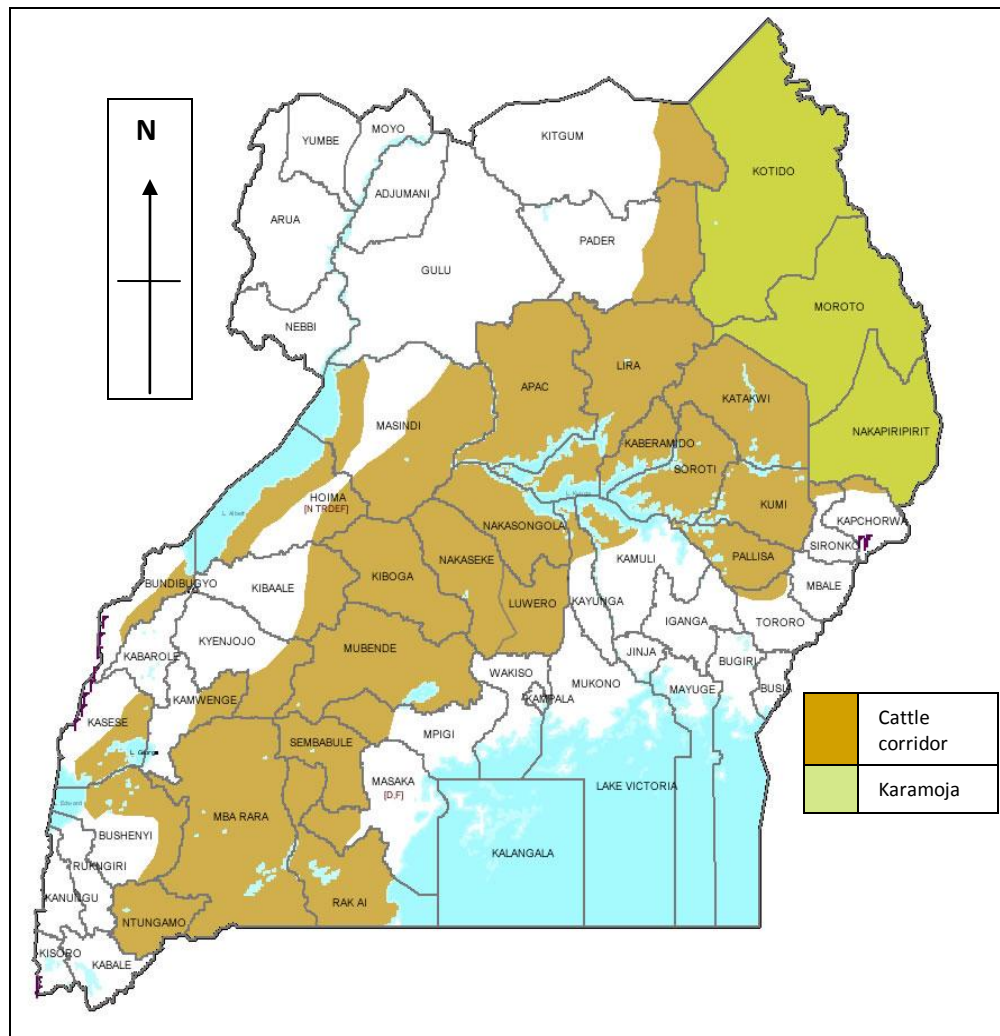 N
YUMBE
MOYO
KITGUM
ADJUMANI
KOTIDO
ARUA
PADER
GULU
MOROTO
NEBBI
LIRA
APAC
KATAKWI
MASINDI
NAKAPIRIPIRIT
KABERAMIDO
SOROTI
HOIMA
[N TRDEF]
KUMI
L. Albert
NAKASONGOLA
KAPCHORWA
SIRONKO
NAKASEKE
KAMULI
PALLISA
BUNDIBUGYO
KIBAALE
KIBOGA
MBALE
LUWERO
KAYUNGA
IGANGA
TORORO
KYENJOJO
MUBENDE
KABAROLE
JINJA
BUGIRI
WAKISO
MUKONO
MAYUGE
BUSIA
KAMWENGE
KAMPALA
KASESE
MPIGI
SEMBABULE
L. George
MASAKA
[D.F]
LAKE VICTORIA
L. Edward
MBA RARA
BUSHENYI
KALANGALA
RUKNGIRI
KANUNGU
RAK AI
NTUNGAMO
KISORO
KABALE
Cattle
corridor
Karamoja